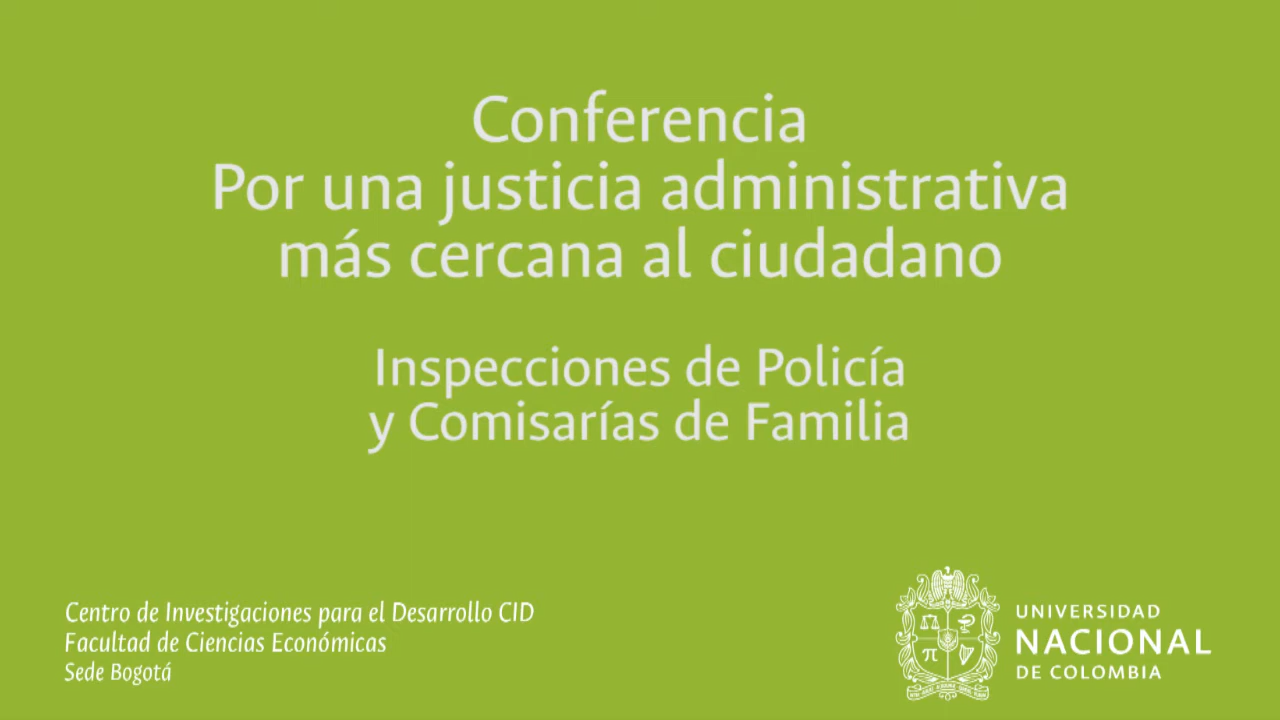 Conferencia
Por una justicia administrativa
más cercana al ciudadano
Inspecciones de Policía
y Comisarías de Familia
Centro de Investigaciones para el Desarrollo CID
Facultad de Ciencias Económicas
Sede Bogotá
UNIVERSIDAD
NACIONAL
DE COLOMBIA
π